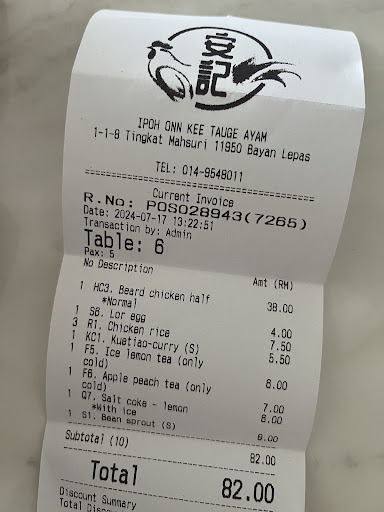 安記
IPOH ONN KEE TAUGE AYAM
1-1-8 Tingkat Mahsuri 11950 Bayan Lepas
TEL: 014-9548011
Current Invoice
R.No: POS028943(7265)
Date: 2024-07-17 13:22:51
Transaction by: Admin
Table: 6
Pax: 5
No Description Amt (RM)
1 HC3. Beard chicken half 38.00
*Normal
1 S6. Lor egg 4.00
3 R1. Chicken rice 7.50
1 KC1. Kuetiao-curry (S) 5.50
1 F5. Ice lemon tea (only cold) 6.00
1 F6. Apple peach tea (only cold) 7.00
1 Q7. Salt coke - lemon 6.00
*With ice
1 S1. Bean sprout (S) 8.00
Subtotal (10) 82.00
Total 82.00
Discount Summary
Total